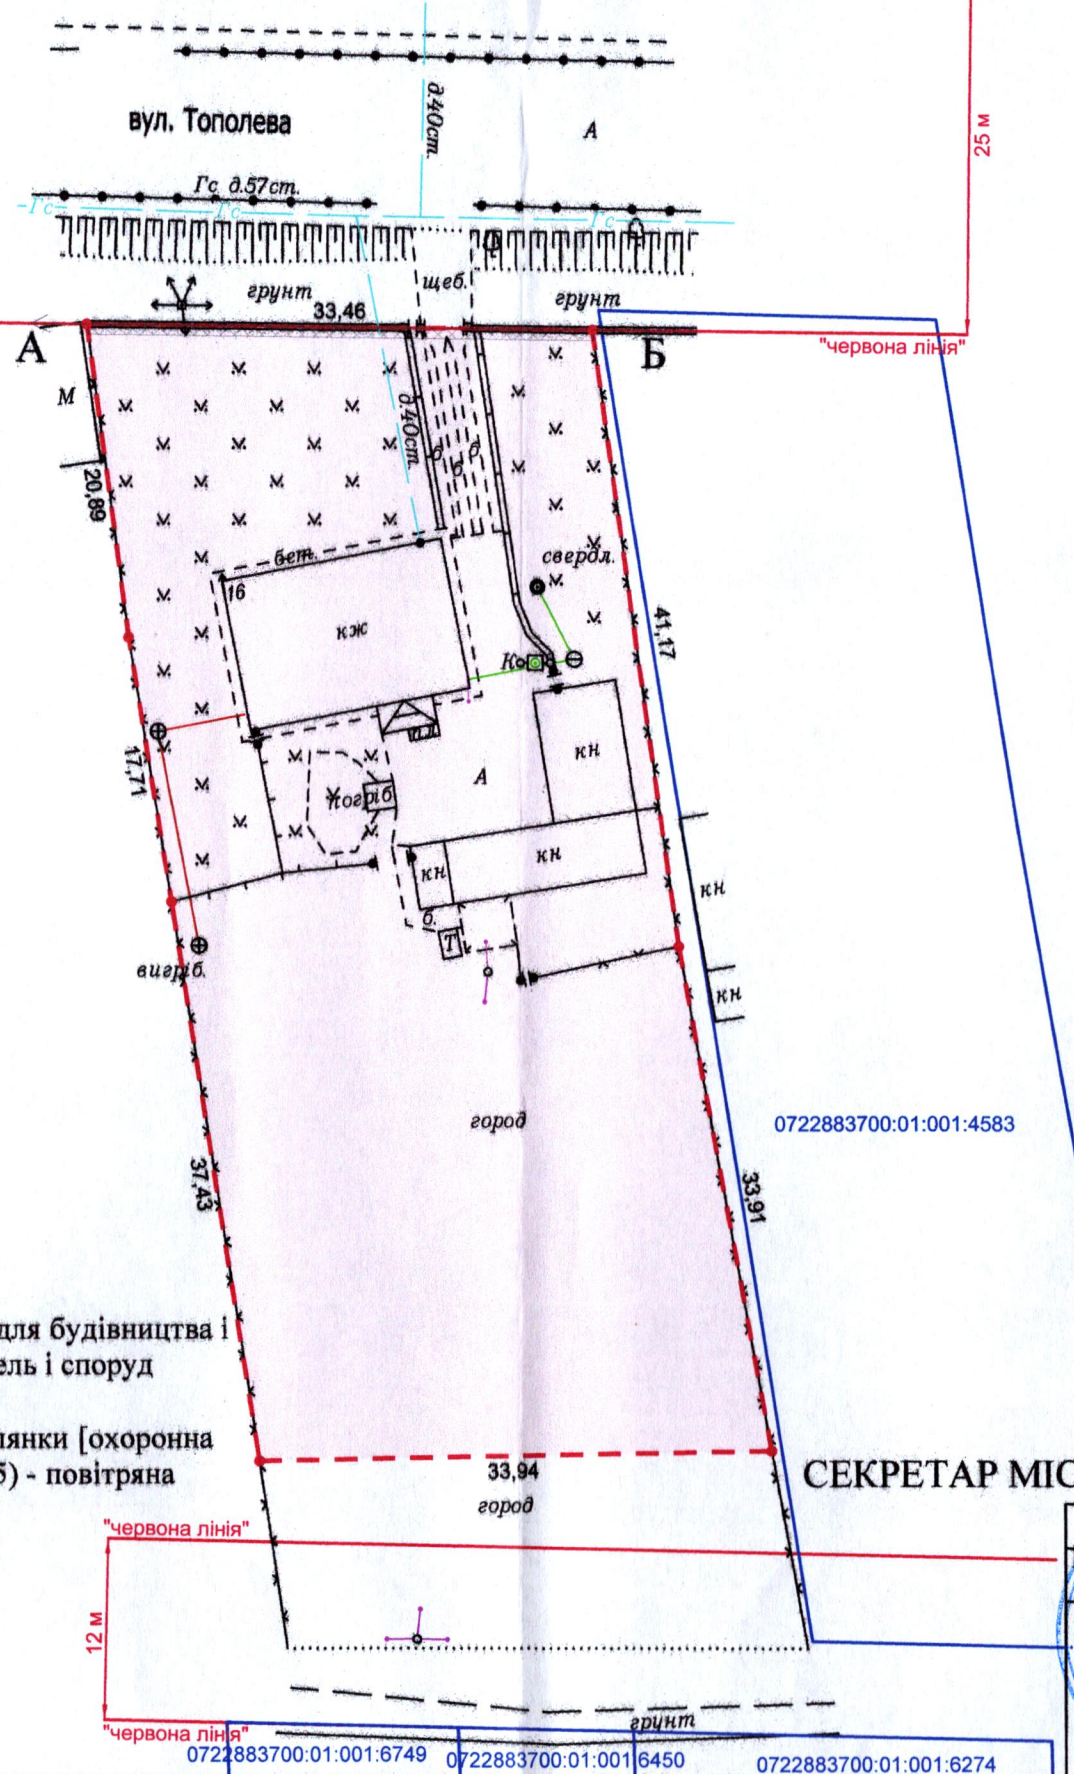 д.40ст.
вул. Тополева
А
25 м
Гс д.57ст.
Гс
Гс
Гс
щеб.
грунт
грунт
33,46
А
Б
"червона лінія"
М
д.40ст.
20,89
б
б
б
бет.
свердл.
16
кж
К
41,17
17,71
пл
кн
А
погріб
кн
кн
кн
б.
Т
вигріб.
кн
город
0722883700:01:001:4583
37,43
33,91
для будівництва і
ель і споруд
лянки [охоронна
5) - повітряна
33,94
СЕКРЕТАР МІС
город
"червона лінія"
12 м
грунт
"червона лінія"
0722883700:01:001:6749
0722883700:01:001:6450
0722883700:01:001:6274